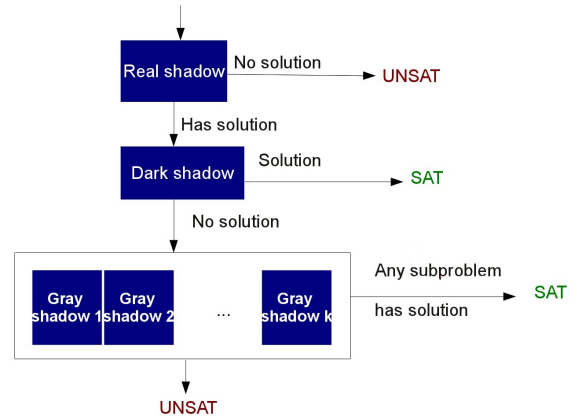 No solution
Real shadow
UNSAT
Has solution
Dark shadow
Solution
SAT
No solution
Any subproblem
has solution
SAT
Gray
shadow 1
Gray
shadow 2
...
Gray
shadow k
UNSAT